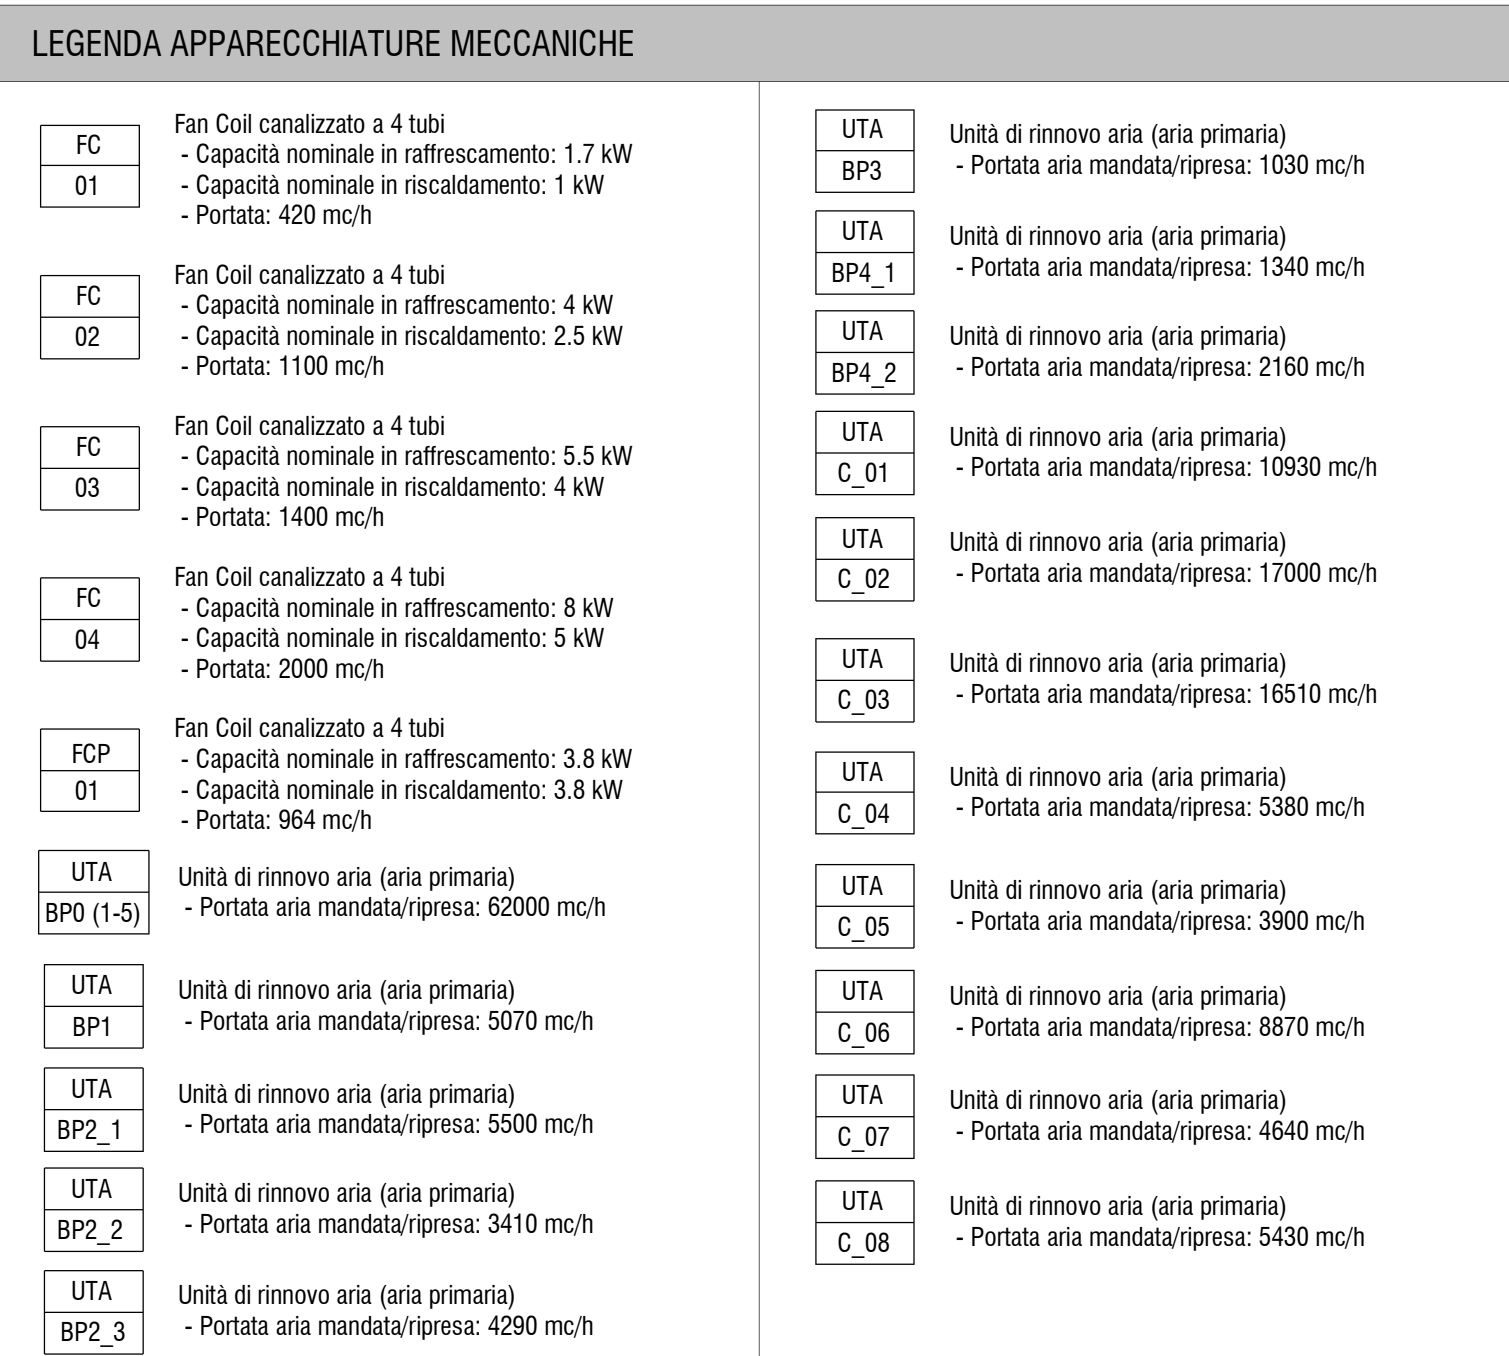 LEGENDA APPARECCHIATURE MECCANICHE
FC
01
Fan Coil canalizzato a 4 tubi
- Capacità nominale in raffrescamento: 1.7 kW
- Capacità nominale in riscaldamento: 1 kW
- Portata: 420 mc/h
FC
02
Fan Coil canalizzato a 4 tubi
- Capacità nominale in raffrescamento: 4 kW
- Capacità nominale in riscaldamento: 2.5 kW
- Portata: 1100 mc/h
FC
03
Fan Coil canalizzato a 4 tubi
- Capacità nominale in raffrescamento: 5.5 kW
- Capacità nominale in riscaldamento: 4 kW
- Portata: 1400 mc/h
FC
04
Fan Coil canalizzato a 4 tubi
- Capacità nominale in raffrescamento: 8 kW
- Capacità nominale in riscaldamento: 5 kW
- Portata: 2000 mc/h
FCP
01
Fan Coil canalizzato a 4 tubi
- Capacità nominale in raffrescamento: 3.8 kW
- Capacità nominale in riscaldamento: 3.8 kW
- Portata: 964 mc/h
UTA
BP0 (1-5)
Unità di rinnovo aria (aria primaria)
- Portata aria mandata/ripresa: 62000 mc/h
UTA
BP1
Unità di rinnovo aria (aria primaria)
- Portata aria mandata/ripresa: 5070 mc/h
UTA
BP2_1
Unità di rinnovo aria (aria primaria)
- Portata aria mandata/ripresa: 5500 mc/h
UTA
BP2_2
Unità di rinnovo aria (aria primaria)
- Portata aria mandata/ripresa: 3410 mc/h
UTA
BP2_3
Unità di rinnovo aria (aria primaria)
- Portata aria mandata/ripresa: 4290 mc/h
UTA
BP3
Unità di rinnovo aria (aria primaria)
- Portata aria mandata/ripresa: 1030 mc/h
UTA
BP4_1
Unità di rinnovo aria (aria primaria)
- Portata aria mandata/ripresa: 1340 mc/h
UTA
BP4_2
Unità di rinnovo aria (aria primaria)
- Portata aria mandata/ripresa: 2160 mc/h
UTA
C_01
Unità di rinnovo aria (aria primaria)
- Portata aria mandata/ripresa: 10930 mc/h
UTA
C_02
Unità di rinnovo aria (aria primaria)
- Portata aria mandata/ripresa: 17000 mc/h
UTA
C_03
Unità di rinnovo aria (aria primaria)
- Portata aria mandata/ripresa: 16510 mc/h
UTA
C_04
Unità di rinnovo aria (aria primaria)
- Portata aria mandata/ripresa: 5380 mc/h
UTA
C_05
Unità di rinnovo aria (aria primaria)
- Portata aria mandata/ripresa: 3900 mc/h
UTA
C_06
Unità di rinnovo aria (aria primaria)
- Portata aria mandata/ripresa: 8870 mc/h
UTA
C_07
Unità di rinnovo aria (aria primaria)
- Portata aria mandata/ripresa: 4640 mc/h
UTA
C_08
Unità di rinnovo aria (aria primaria)
- Portata aria mandata/ripresa: 5430 mc/h